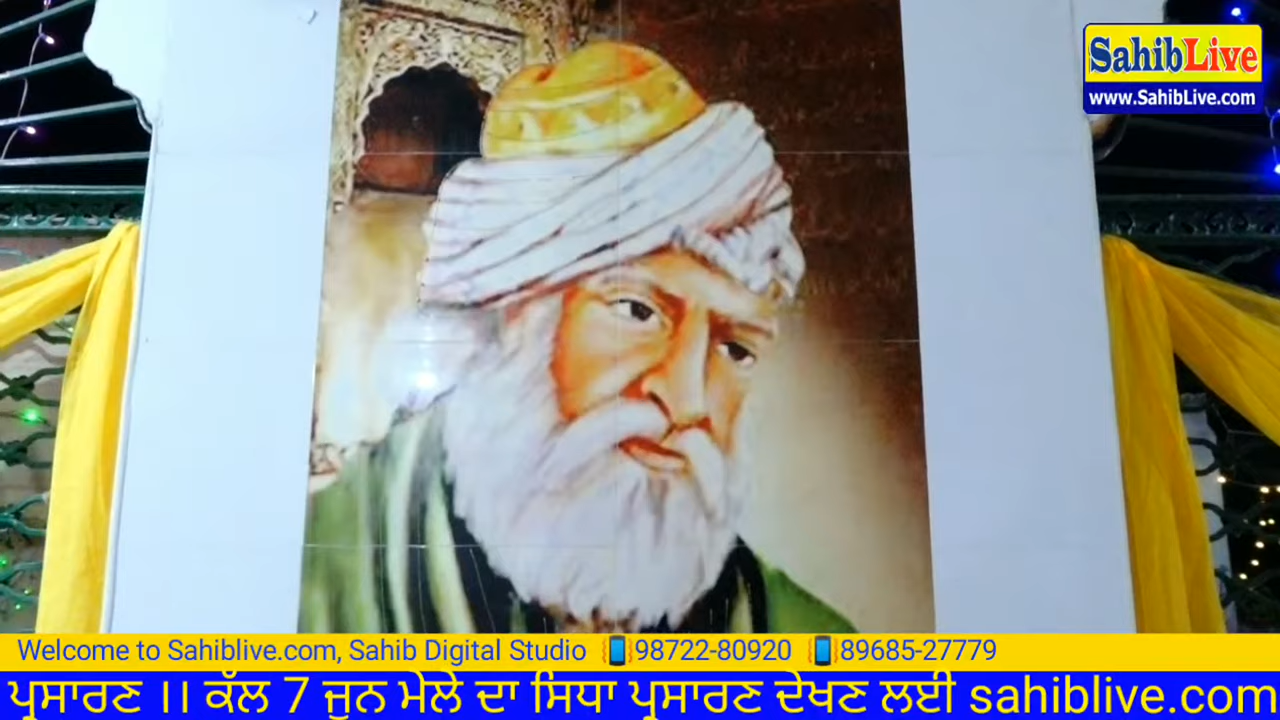 SahibLive
www.SahibLive.com
Welcome to Sahiblive.com, Sahib Digital Studio 98722-80920 89685-27779
ਪ੍ਰਸਾਰਣ ।। ਕੱਲ 7 ਜੂਨ ਮੇਲੇ ਦਾ ਸਿਧਾ ਪ੍ਰਸਾਰਣ ਦੇਖਣ ਲਈ sahiblive.com